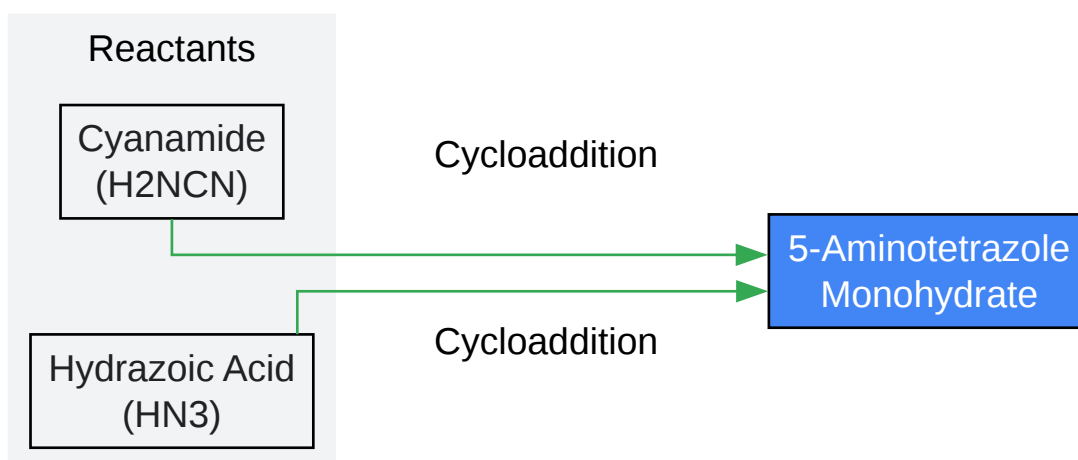 Reactants
Cyanamide
(H2NCN)
Cycloaddition
5-Aminotetrazole
Monohydrate
Cycloaddition
Hydrazoic Acid
(HN3)